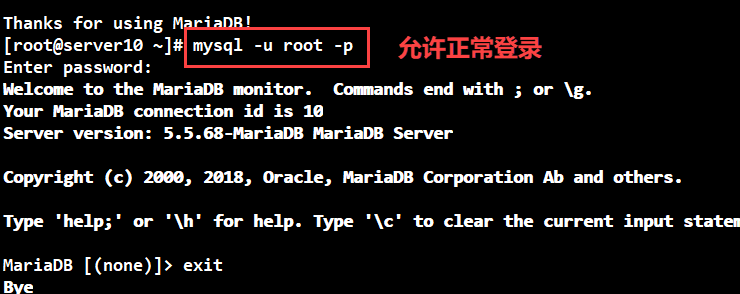 Thanks for using MariaDB!
[root@server10 ~]# mysql -u root -p 允许正常登录
Enter password:
Welcome to the MariaDB monitor.  Commands end with ; or \g.
Your MariaDB connection id is 10
Server version: 5.5.68-MariaDB MariaDB Server
Copyright (c) 2000, 2018, Oracle, MariaDB Corporation Ab and others.
Type 'help;' or '\h' for help. Type '\c' to clear the current input statem
MariaDB [(none)]> exit
Bye